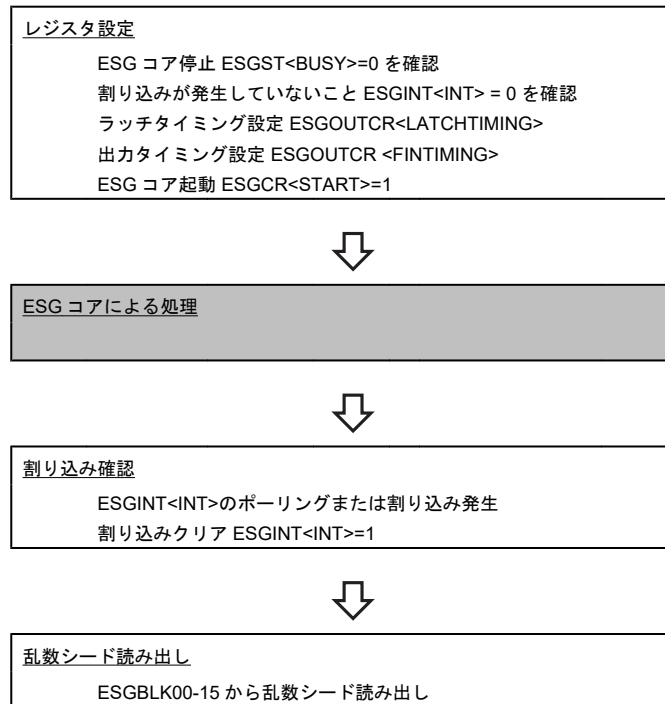 レジスタ設定
ESG コア停止 ESGST<BUSY>=0 を確認
割り込みが発生していないこと ESGINT<INT> = 0 を確認
ラッチタイミング設定 ESGOUTCR<LATCHTIMING>
出力タイミング設定 ESGOUTCR <FINTIMING>
ESG コア起動 ESGCR<START>=1
ESG コアによる処理
割り込み確認
ESGINT<INT>のポーリングまたは割り込み発生
割り込みクリア ESGINT<INT>=1
乱数シード読み出し
ESGBLK00-15 から乱数シード読み出し